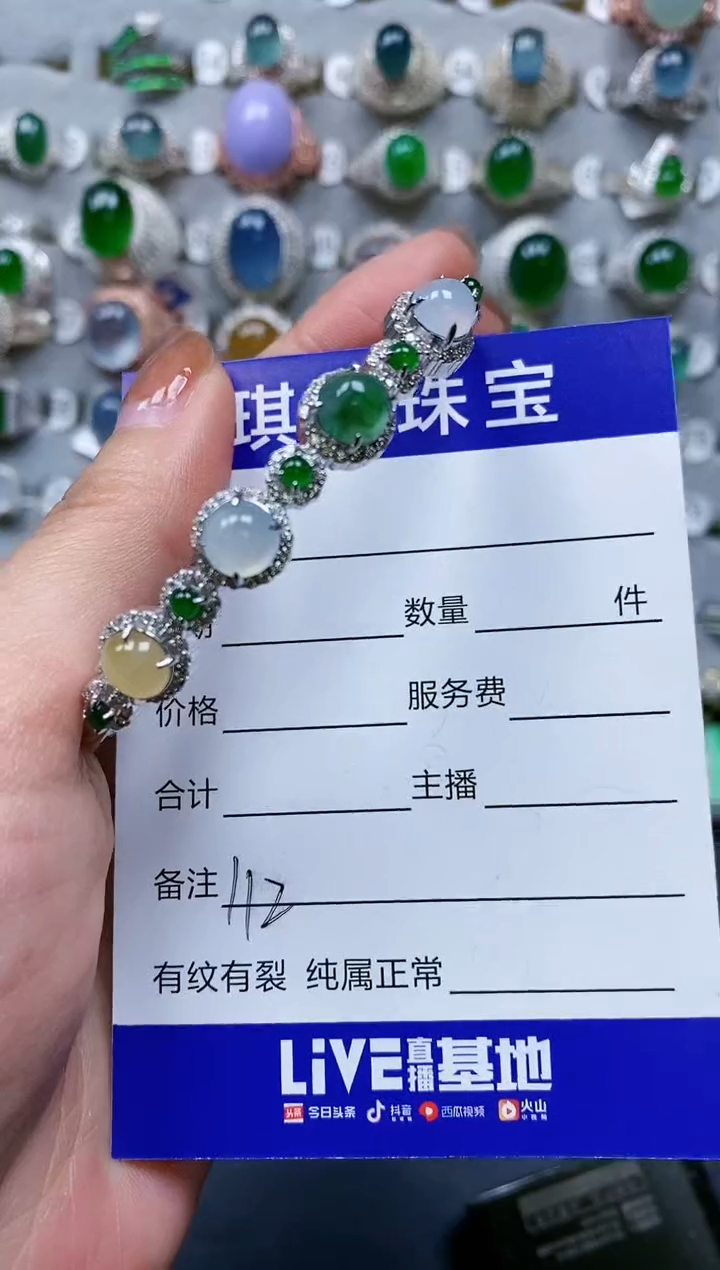 琪 珠宝
数量 件
价格 服务费
合计 主播
备注 112
有纹有裂 纯属正常
LiVE直播基地
头条 今日头条 抖音 西瓜视频 火山